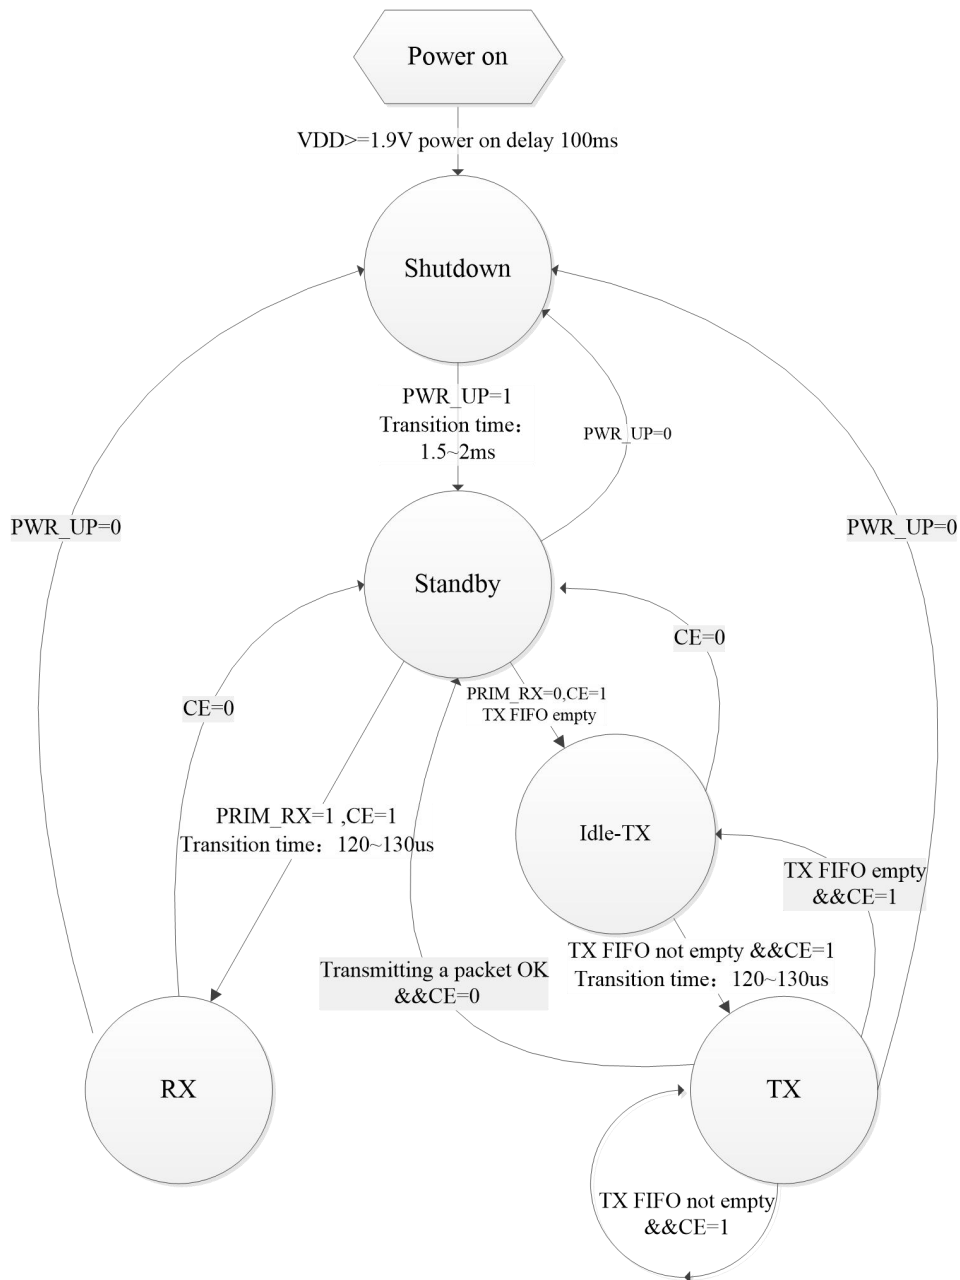 Power on
VDD>=1.9V power on delay 100ms
Shutdown
PWR_UP=1
Transition time：
1.5~2ms
PWR_UP=0
PWR_UP=0
PWR_UP=0
Standby
CE=0
CE=0
PRIM_RX=0,CE=1
TX FIFO empty
PRIM_RX=1 ,CE=1
Transition time：120~130us
Idle-TX
TX FIFO empty
&&CE=1
TX FIFO not empty &&CE=1
Transition time：120~130us
Transmitting a packet OK
&&CE=0
RX
TX
TX FIFO not empty
&&CE=1